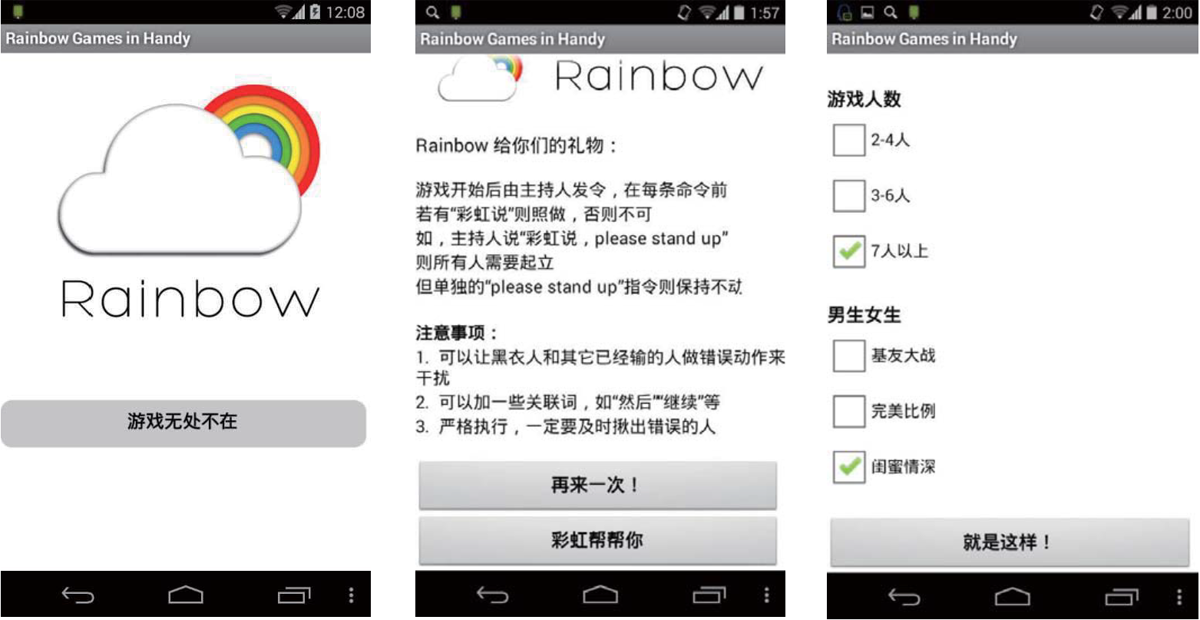 12:08
Rainbow Games in Handy
Rainbow
游戏无处不在
1:57
Rainbow Games in Handy
Rainbow
Rainbow 给你们的礼物：
游戏开始后由主持人发令，在每条命令前
若有“彩虹说”则照做，否则不可
如，主持人说“彩虹说，please stand up”
则所有人需要起立
但单独的“please stand up”指令则保持不动
注意事项：
1. 可以让黑衣人和其它已经输的人做错误动作来
干扰
2. 可以加一些关联词，如“然后”“继续”等
3. 严格执行，一定要及时揪出错误的人
再来一次！
彩虹帮帮你
2:00
Rainbow Games in Handy
游戏人数
2-4人
3-6人
7人以上
男生女生
基友大战
完美比例
闺蜜情深
就是这样！